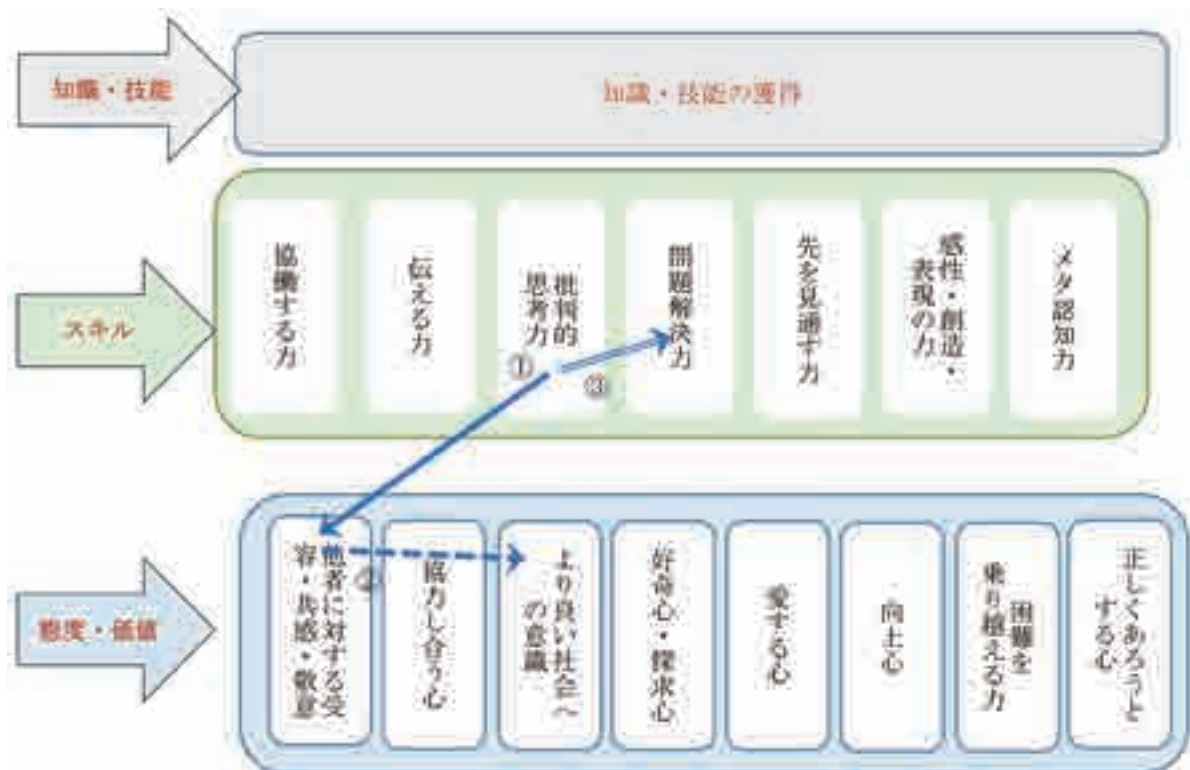 知識・技能
知識・技能の獲得
スキル
協働する力
伝える力
批判的
思考力
問題解決力
先を見通す力
感性・創造・
表現の力
メタ認知力
①
③
態度・価値
他者に対する受
容・共感・敬意
②
協力し合う心
より良い社会へ
の意識
好奇心・探求心
愛する心
向上心
困難を
乗り越える力
正しくあろうと
する心